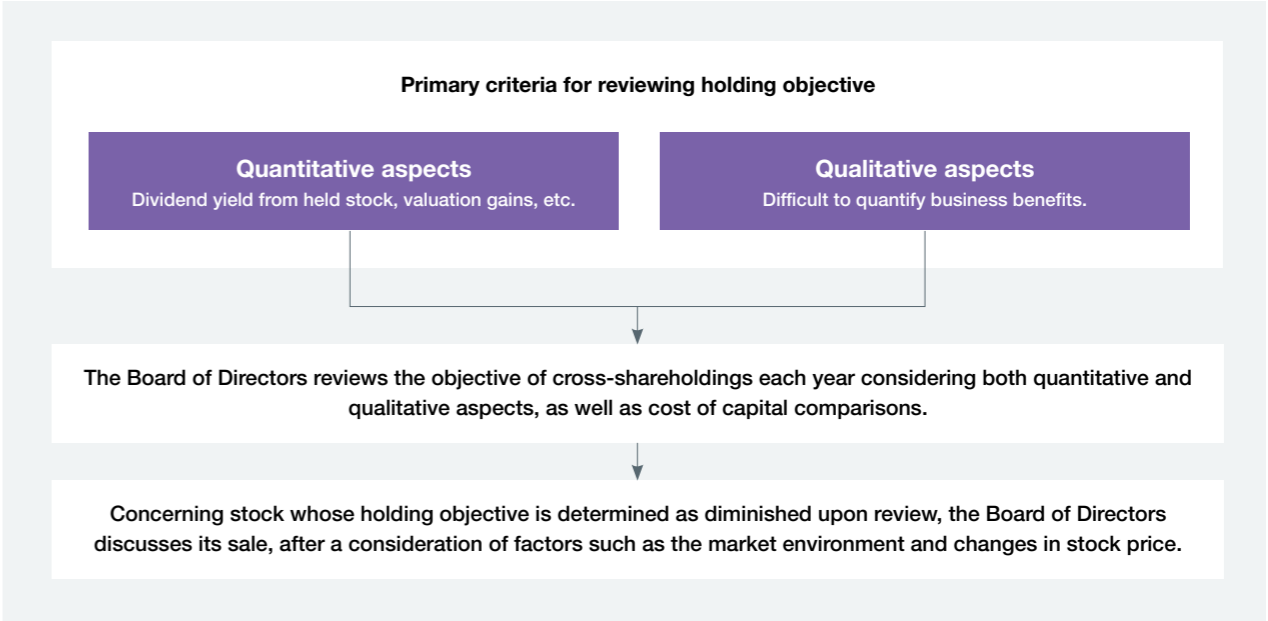 Primary criteria for reviewing holding objective
Quantitative aspects
Dividend yield from held stock, valuation gains, etc.
Qualitative aspects
Difficult to quantify business benefits.
The Board of Directors reviews the objective of cross-shareholdings each year considering both quantitative and
qualitative aspects, as well as cost of capital comparisons.
Concerning stock whose holding objective is determined as diminished upon review, the Board of Directors
discusses its sale, after a consideration of factors such as the market environment and changes in stock price.